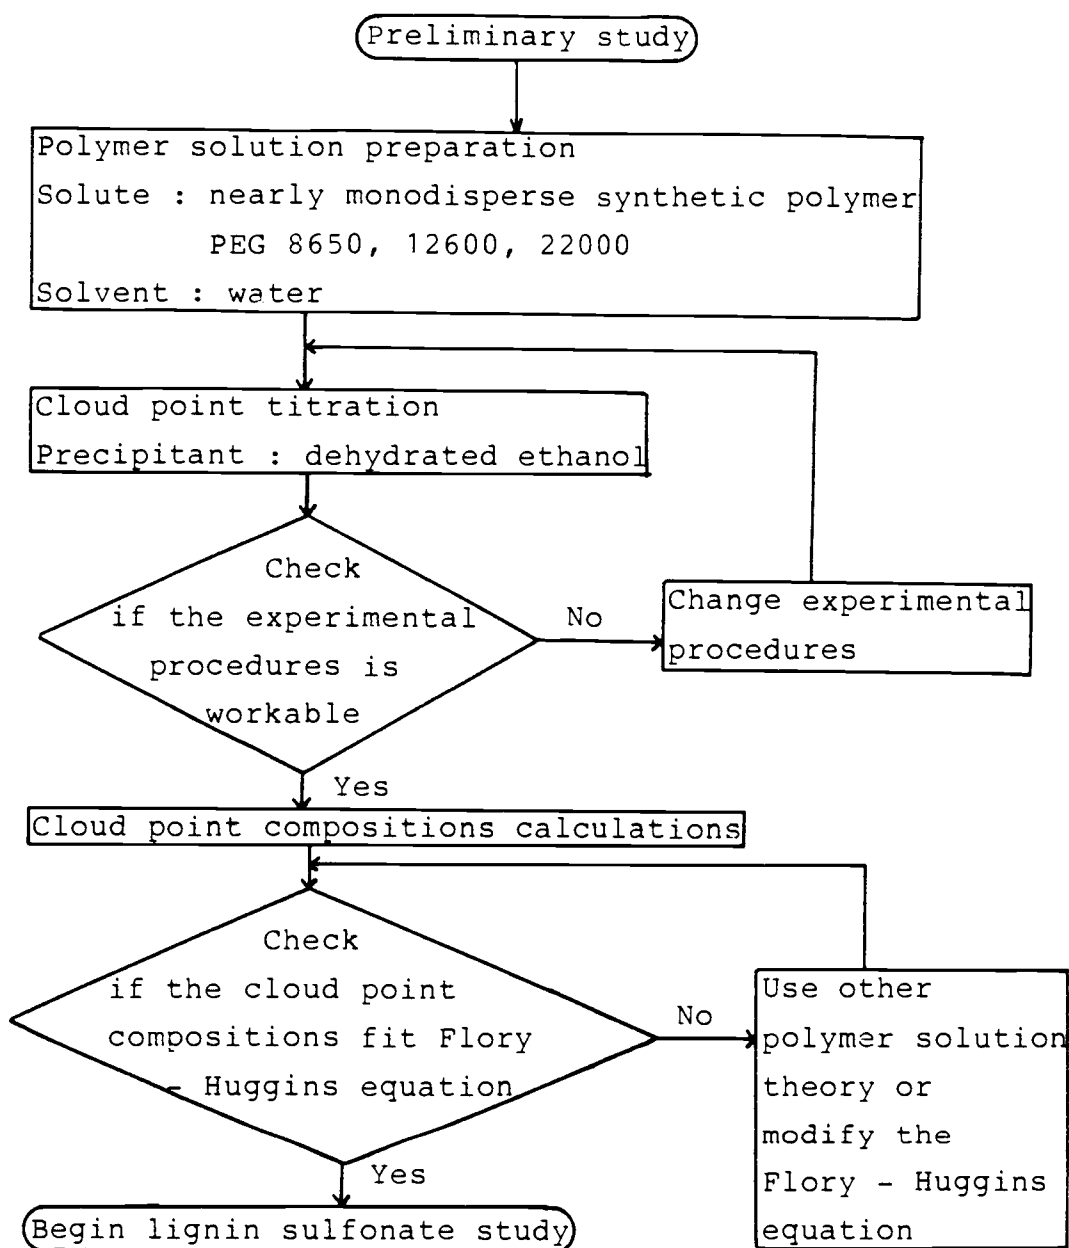 Preliminary study
Polymer solution preparation
Solute : nearly monodisperse synthetic polymer
PEG 8650, 12600, 22000
Solvent : water
Cloud point titration
Precipitant : dehydrated ethanol
Check
if the experimental
procedures is
workable
No
Change experimental
procedures
Yes
Cloud point compositions calculations
Check
if the cloud point
compositions fit Flory
- Huggins equation
No
Use other
polymer solution
theory or
modify the
Flory - Huggins
equation
Yes
Begin lignin sulfonate study